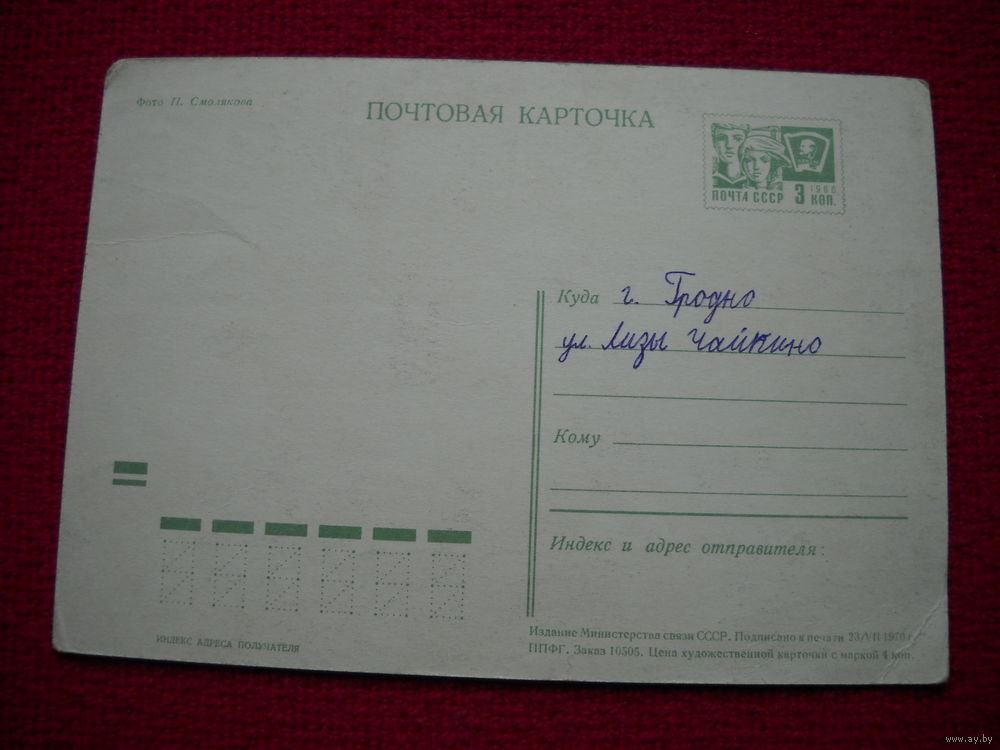 Фото П. Смолякова
ПОЧТОВАЯ КАРТОЧКА
1966
ПОЧТА СССР 3 КОП.
Куда г. Гродно
ул. Лизы Чайкино
Кому
Индекс и адрес отправителя:
ИНДЕКС АДРЕСА ПОЛУЧАТЕЛЯ
Издание Министерства связи СССР. Подписано к печати 23/VII 1970 г.
ППФГ. Заказ 10505. Цена художественной карточки с маркой 4 коп.
www.ay.by